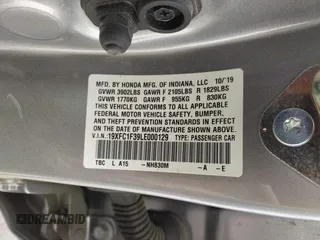 MFD. BY HONDA MFG. OF INDIANA, LLC 10/19
GVWR 3902LBS GAWR F 2105LBS R 1829LBS
GVWR 1770KG GAWR F 955KG R 830KG
THIS VEHICLE CONFORMS TO ALL APPLICABLE
FEDERAL MOTOR VEHICLE SAFETY, BUMPER,
AND THEFT PREVENTION STANDARDS IN EFFECT
ON THE DATE OF MANUFACTURE SHOWN ABOVE.
V.I.N.:19XFC1F39LE000129 TYPE: PASSENGER CAR
TBC L A15 -NH830M -A -E
DREAMBID